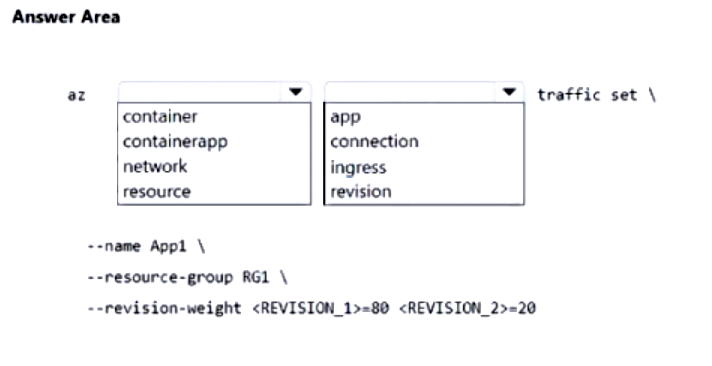 Answer Area
az traffic set \
container app
containerapp connection
network ingress
resource revision
--name App1 \
--resource-group RG1 \
--revision-weight <REVISION_1>=80 <REVISION_2>=20